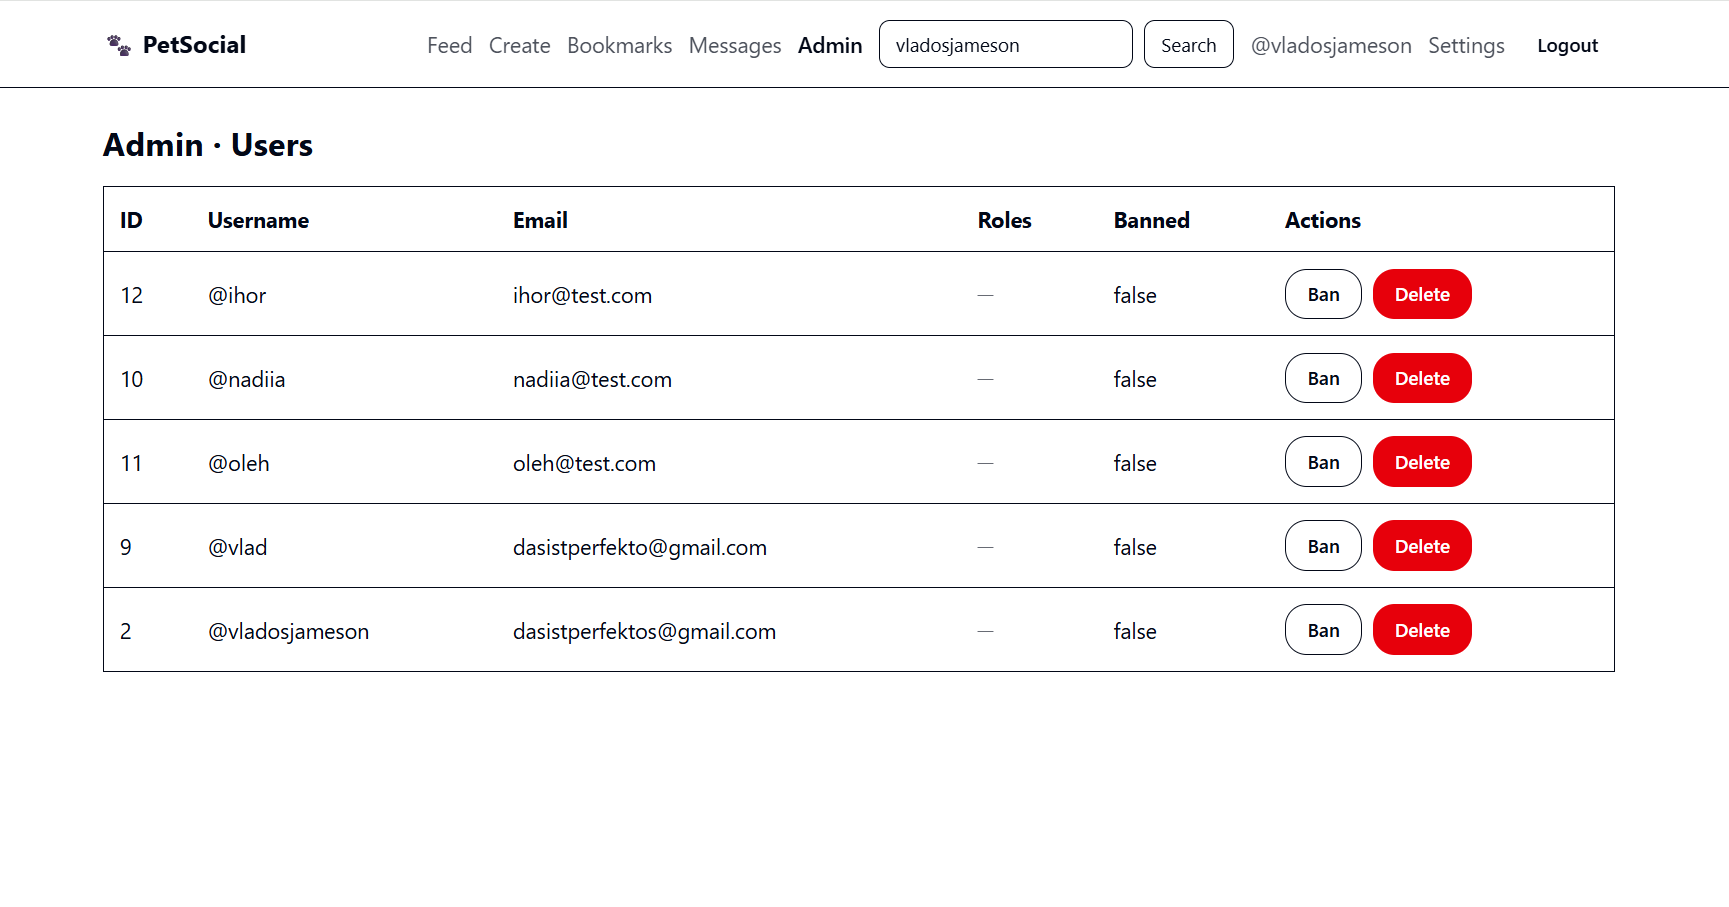 PetSocial Feed Create Bookmarks Messages Admin vladosjameson Search @vladosjameson Settings Logout
Admin · Users
ID Username Email Roles Banned Actions
12 @ihor ihor@test.com — false Ban Delete
10 @nadiia nadiia@test.com — false Ban Delete
11 @oleh oleh@test.com — false Ban Delete
9 @vlad dasistperfekto@gmail.com — false Ban Delete
2 @vladosjameson dasistperfektos@gmail.com — false Ban Delete